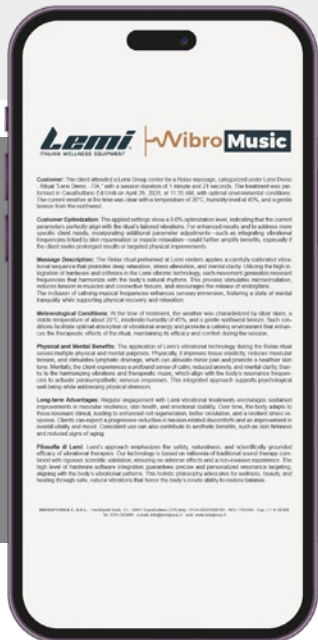 Lemi
Vibro Music
ITALIAN WELLNESS EQUIPMENT
Customer: The client attended a Lemi Group center for a Relax massage, categorized under Lemi Demo
- Ritual "Lemi Demo - ITA," with a session duration of 1 minute and 21 seconds. The treatment was per-
formed in Casalbuttano Ed Uniti on April 29, 2025, at 11:35 AM, with optimal environmental conditions.
The current weather at the time was clear with a temperature of 20°C, humidity level of 45%, and a gentle
breeze from the northwest.
Customer Optimization: The applied settings show a 0.0% optimization level, indicating that the current
parameters perfectly align with the ritual's tailored vibrations. For enhanced results and to address more
specific client needs, incorporating additional parameter adjustments—such as integrating vibrational
frequencies linked to skin rejuvenation or muscle relaxation—could further amplify benefits, especially if
the client seeks prolonged results or targeted physical improvements.
Massage Description: The Relax ritual performed at Lemi centers applies a carefully calibrated vibra-
tional sequence that promotes deep relaxation, stress alleviation, and mental clarity. Utilizing the high in-
tegration of hardware and software in the Lemi vibronic technology, each movement generates resonant
frequencies that harmonize with the body's natural rhythms. This process stimulates microcirculation,
reduces tension in muscles and connective tissues, and encourages the release of endorphins.
The inclusion of calming musical frequencies enhances sensory immersion, fostering a state of mental
tranquility while supporting physical recovery and relaxation.
Meteorological Conditions: At the time of treatment, the weather was characterized by clear skies, a
stable temperature of about 20°C, moderate humidity of 45%, and a gentle northwest breeze. Such con-
ditions facilitate optimal absorption of vibrational energy and promote a calming environment that enhan-
ces the therapeutic effects of the ritual, maintaining its efficacy and comfort during the session.
Physical and Mental Benefits: The application of Lemi's vibrational technology during the Relax ritual
serves multiple physical and mental purposes. Physically, it improves tissue elasticity, reduces muscular
tension, and stimulates lymphatic drainage, which can alleviate minor pain and promote a healthier skin
tone. Mentally, the client experiences a profound sense of calm, reduced anxiety, and mental clarity, than-
ks to the harmonizing vibrations and therapeutic music, which align with the body's resonance frequen-
cies to activate parasympathetic nervous responses. This integrated approach supports psychological
well-being while addressing physical stressors.
Long-term Advantages: Regular engagement with Lemi vibrational treatments encourages sustained
improvements in muscular resilience, skin health, and emotional stability. Over time, the body adapts to
these resonant stimuli, leading to enhanced cell regeneration, better circulation, and a resilient stress re-
sponse. Clients can expect a progressive reduction in tension-related discomforts and an improvement in
overall vitality and mood. Consistent use can also contribute to aesthetic benefits, such as skin firmness
and reduced signs of aging.
Filosofia di Lemi: Lemi's approach emphasizes the safety, naturalness, and scientifically grounded
efficacy of vibrational therapies. Our technology is based on millennia of traditional sound therapy com-
bined with rigorous scientific validation, ensuring no adverse effects and a non-invasive experience. The
high level of hardware-software integration guarantees precise and personalized resonance targeting,
aligning with the body's vibrational patterns. This holistic philosophy advocates for wellness, beauty, and
healing through safe, natural vibrations that honor the body's innate ability to restore balance.